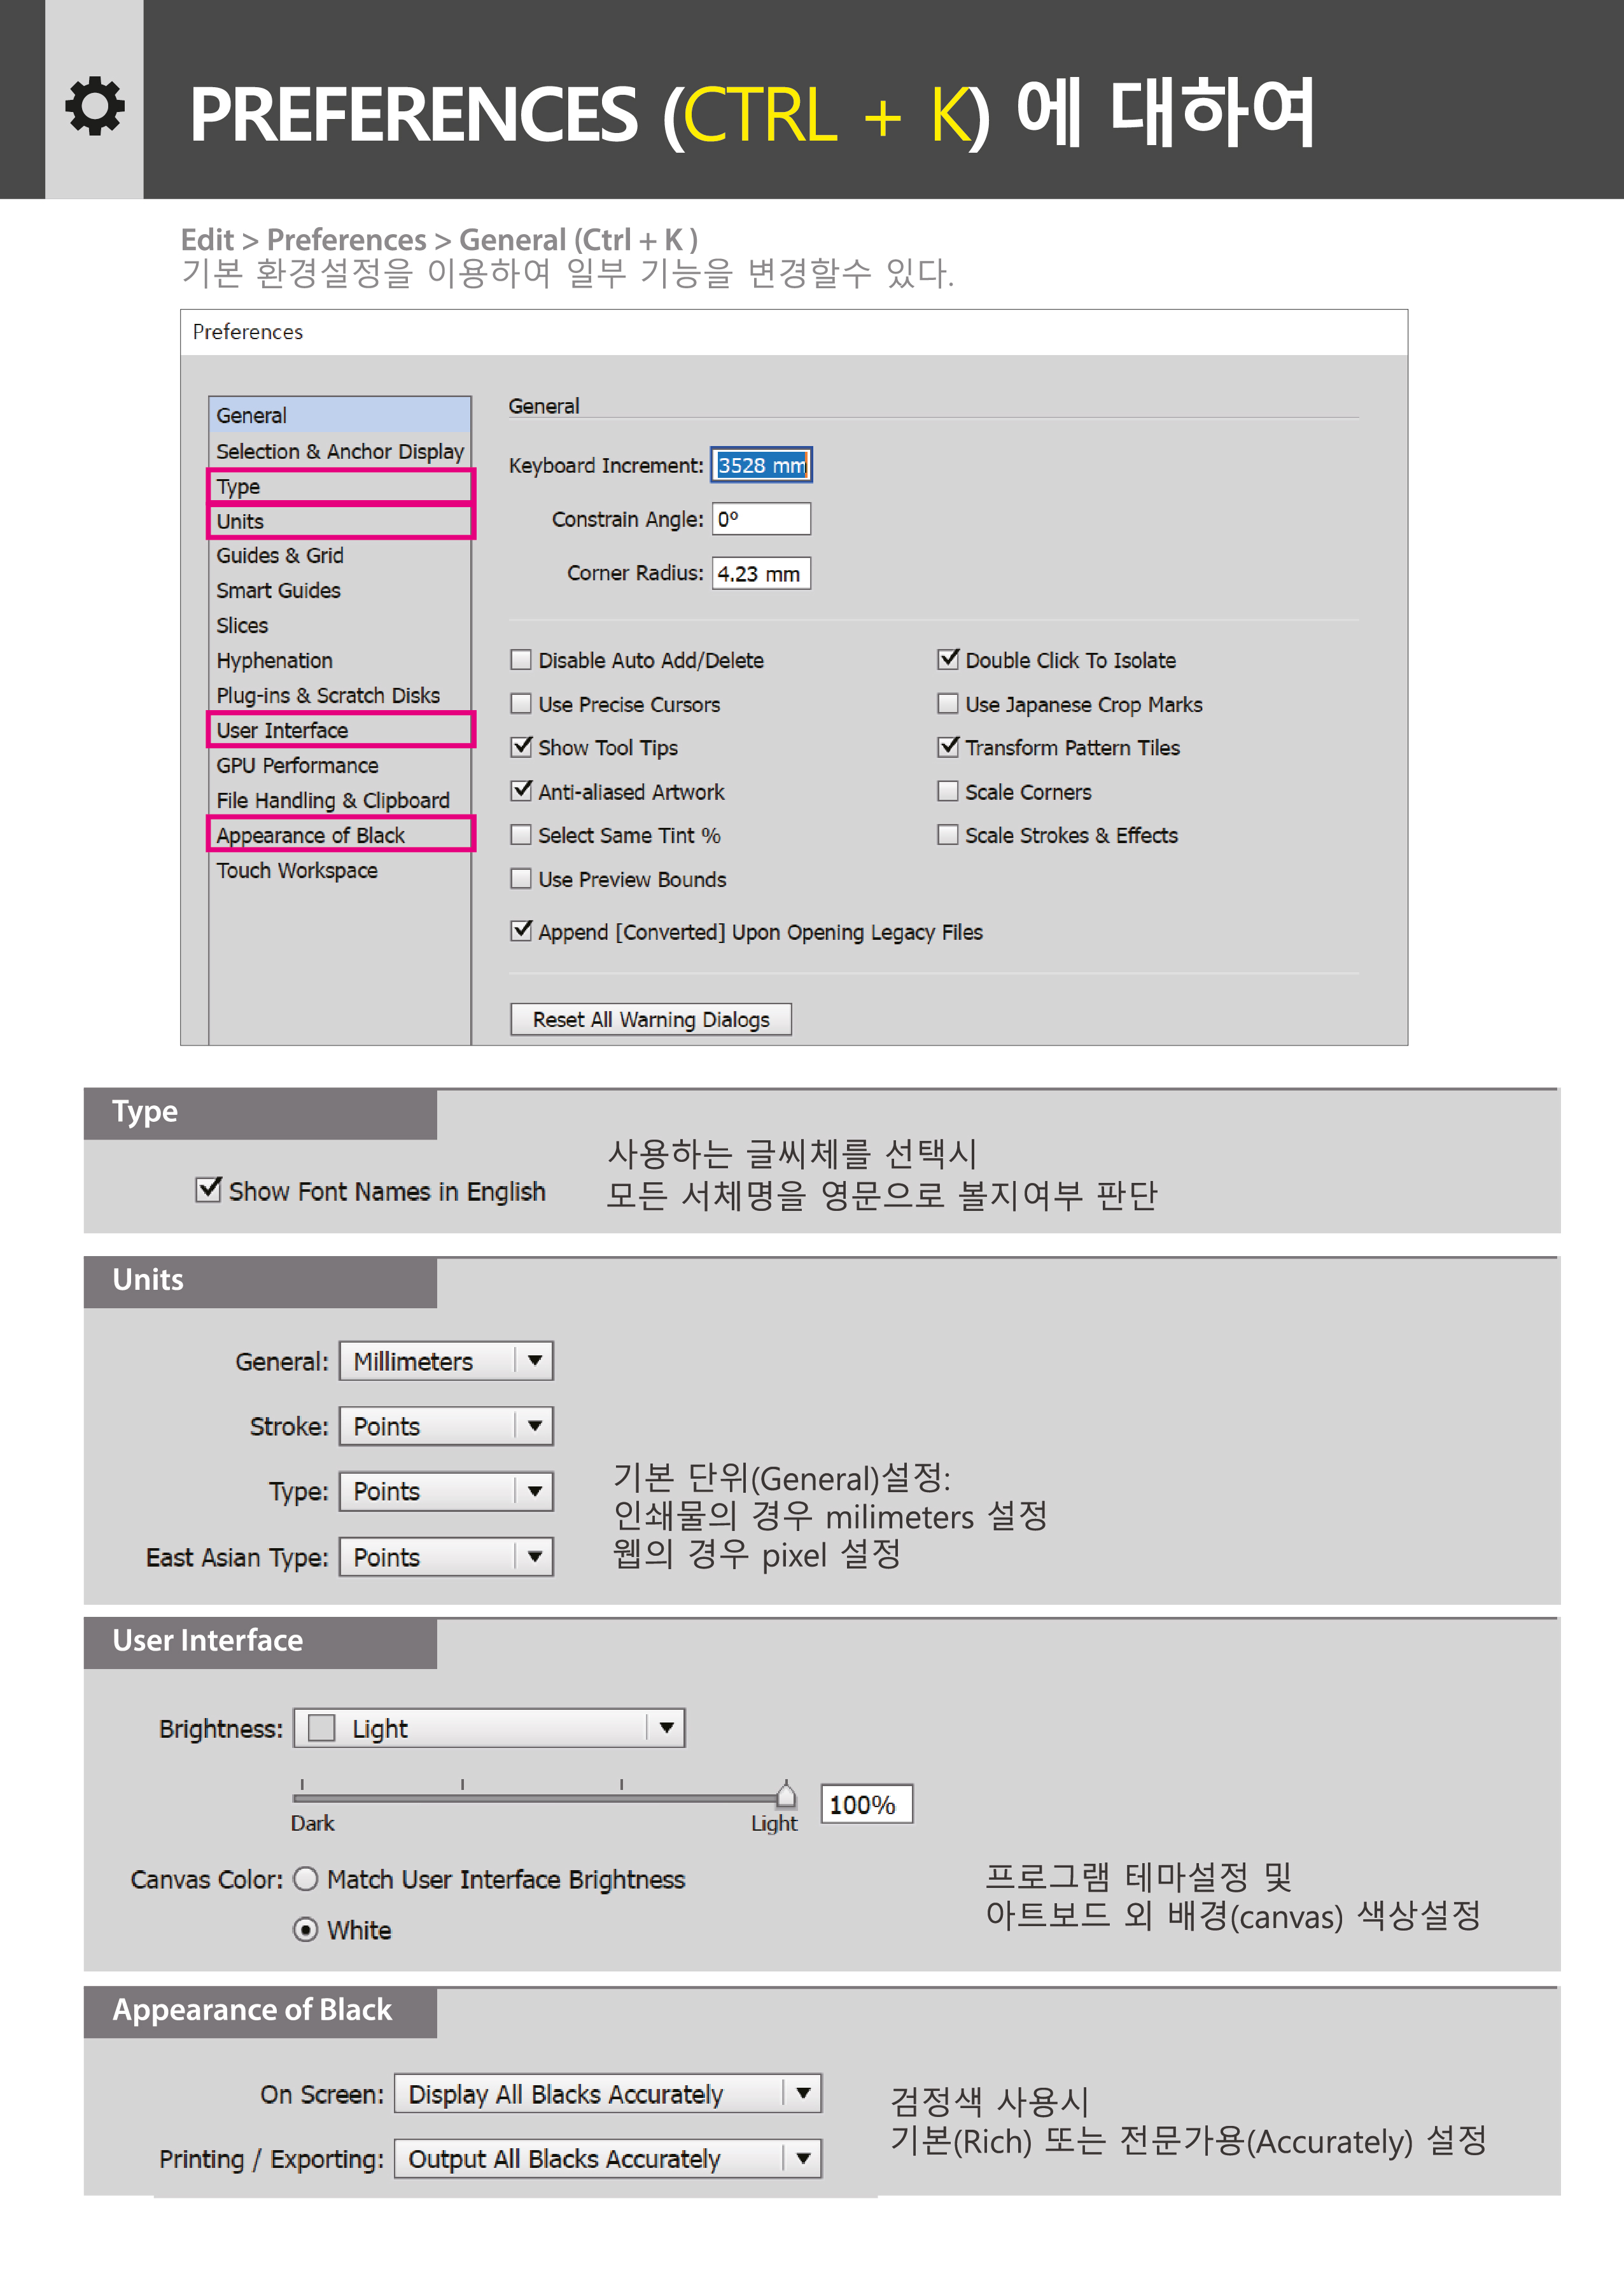 PREFERENCES (CTRL + K) 에 대하여
Edit > Preferences > General (Ctrl + K )
기본 환경설정을 이용하여 일부 기능을 변경할수 있다.
Preferences
General
Selection & Anchor Display
Type
Units
Guides & Grid
Smart Guides
Slices
Hyphenation
Plug-ins & Scratch Disks
User Interface
GPU Performance
File Handling & Clipboard
Appearance of Black
Touch Workspace
General
Keyboard Increment: 3528 mm
Constrain Angle: 0°
Corner Radius: 4.23 mm
Disable Auto Add/Delete
Use Precise Cursors
Show Tool Tips
Anti-aliased Artwork
Select Same Tint %
Use Preview Bounds
Double Click To Isolate
Use Japanese Crop Marks
Transform Pattern Tiles
Scale Corners
Scale Strokes & Effects
Append [Converted] Upon Opening Legacy Files
Reset All Warning Dialogs
Type
Show Font Names in English
사용하는 글씨체를 선택시
모든 서체명을 영문으로 볼지여부 판단
Units
General: Millimeters
Stroke: Points
Type: Points
East Asian Type: Points
기본 단위(General)설정:
인쇄물의 경우 milimeters 설정
웹의 경우 pixel 설정
User Interface
Brightness: Light
Dark Light 100%
Canvas Color: Match User Interface Brightness
White
프로그램 테마설정 및
아트보드 외 배경(canvas) 색상설정
Appearance of Black
On Screen: Display All Blacks Accurately
Printing / Exporting: Output All Blacks Accurately
검정색 사용시
기본(Rich) 또는 전문가용(Accurately) 설정